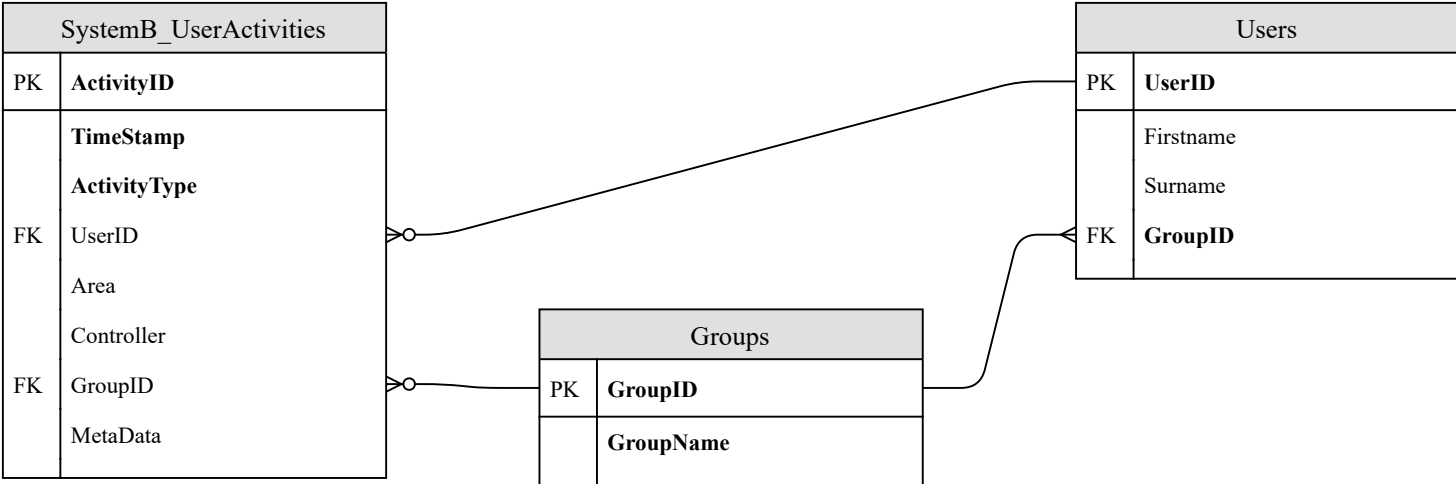 SystemB_UserActivities
PK ActivityID
TimeStamp
ActivityType
FK UserID
Area
Controller
FK GroupID
MetaData
Groups
PK GroupID
GroupName
Users
PK UserID
Firstname
Surname
FK GroupID